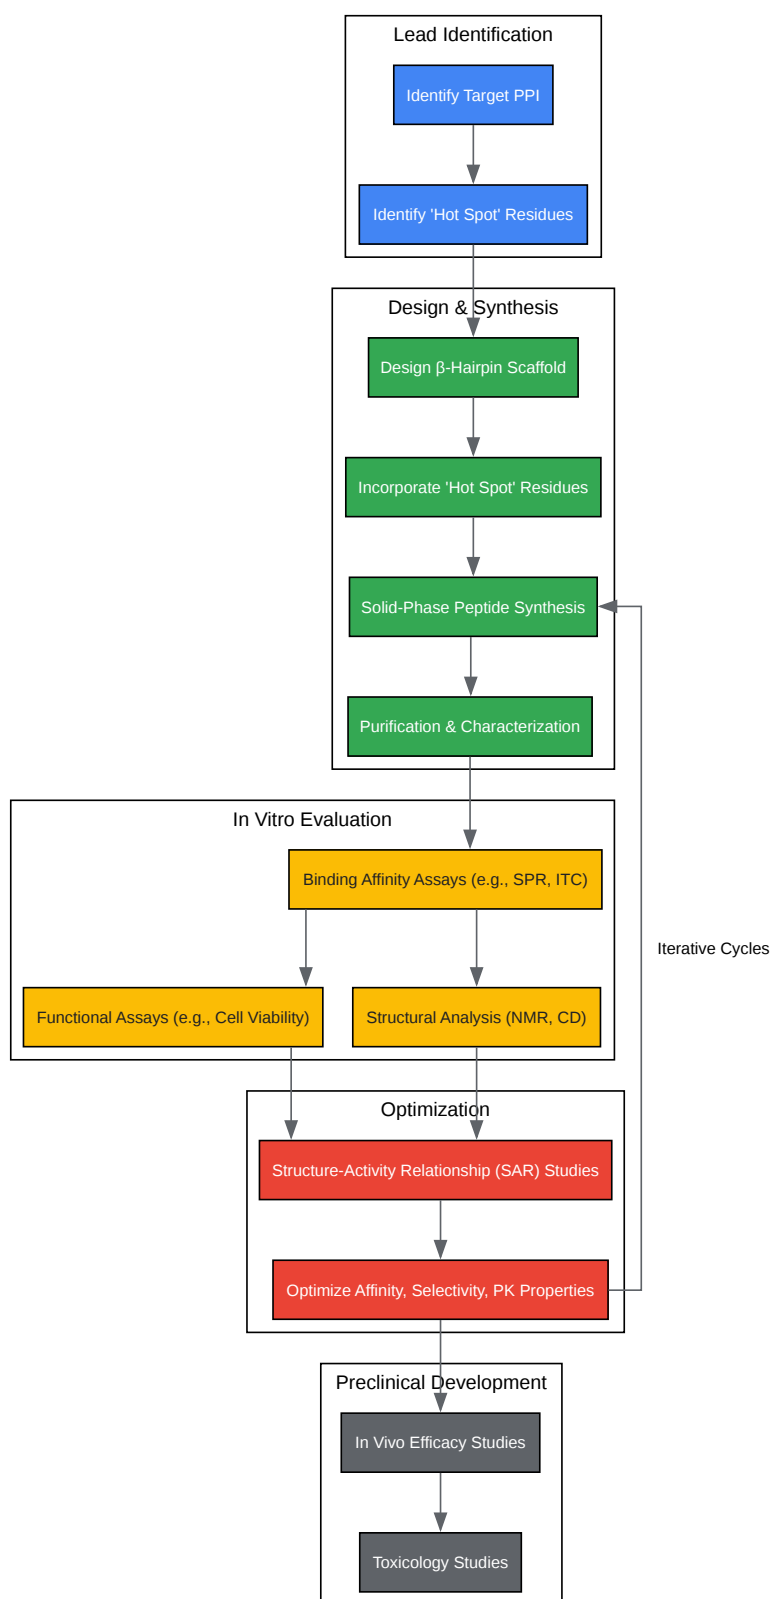 Lead Identification
Identify Target PPI
Identify 'Hot Spot' Residues
Design & Synthesis
Design β-Hairpin Scaffold
Incorporate 'Hot Spot' Residues
Solid-Phase Peptide Synthesis
Purification & Characterization
In Vitro Evaluation
Binding Affinity Assays (e.g., SPR, ITC)
Iterative Cycles
Functional Assays (e.g., Cell Viability)
Structural Analysis (NMR, CD)
Optimization
Structure-Activity Relationship (SAR) Studies
Optimize Affinity, Selectivity, PK Properties
Preclinical Development
In Vivo Efficacy Studies
Toxicology Studies